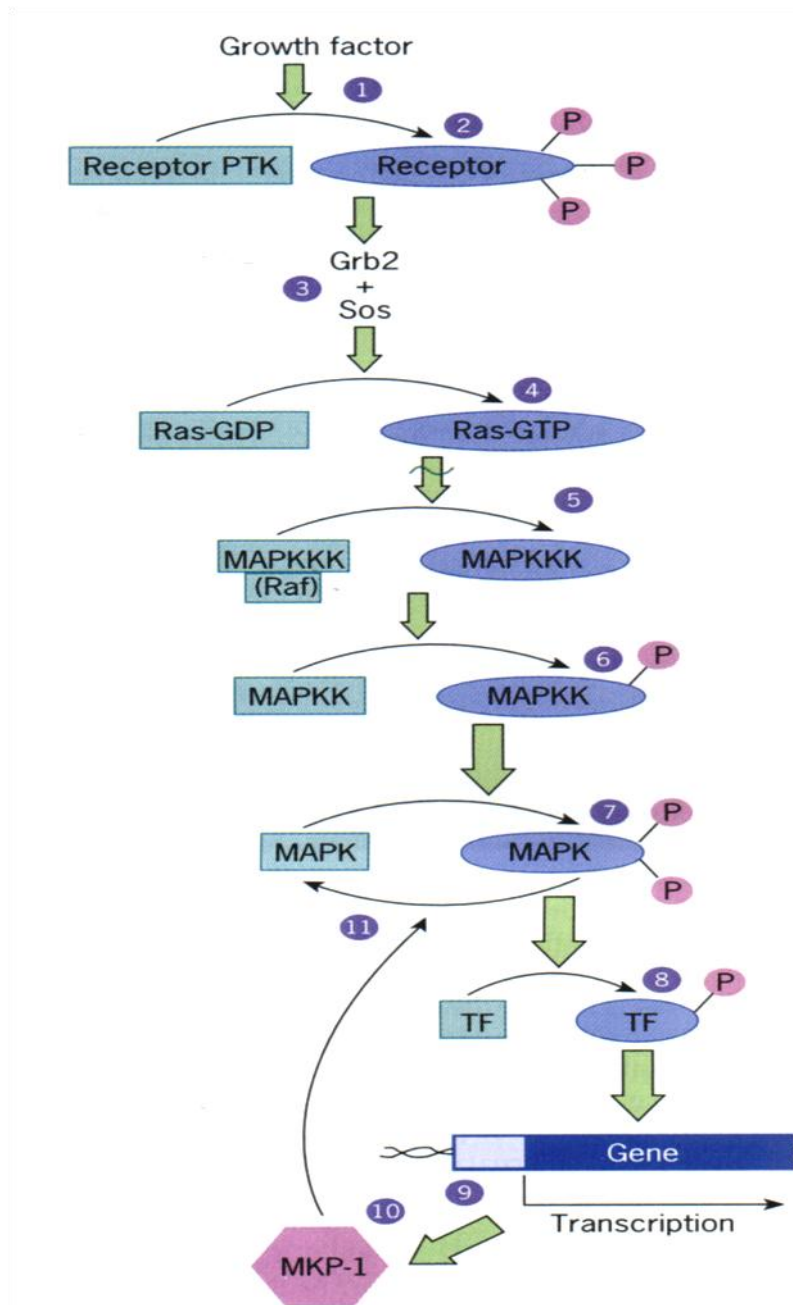 Growth factor
1
2
P
Receptor PTK
Receptor
P
P
Grb2
3
+
Sos
4
Ras-GDP
Ras-GTP
5
MAPKKK
MAPKKK
(Raf)
6
P
MAPKK
MAPKK
7
P
MAPK
MAPK
P
11
8
P
TF
TF
Gene
9
10
Transcription
MKP-1